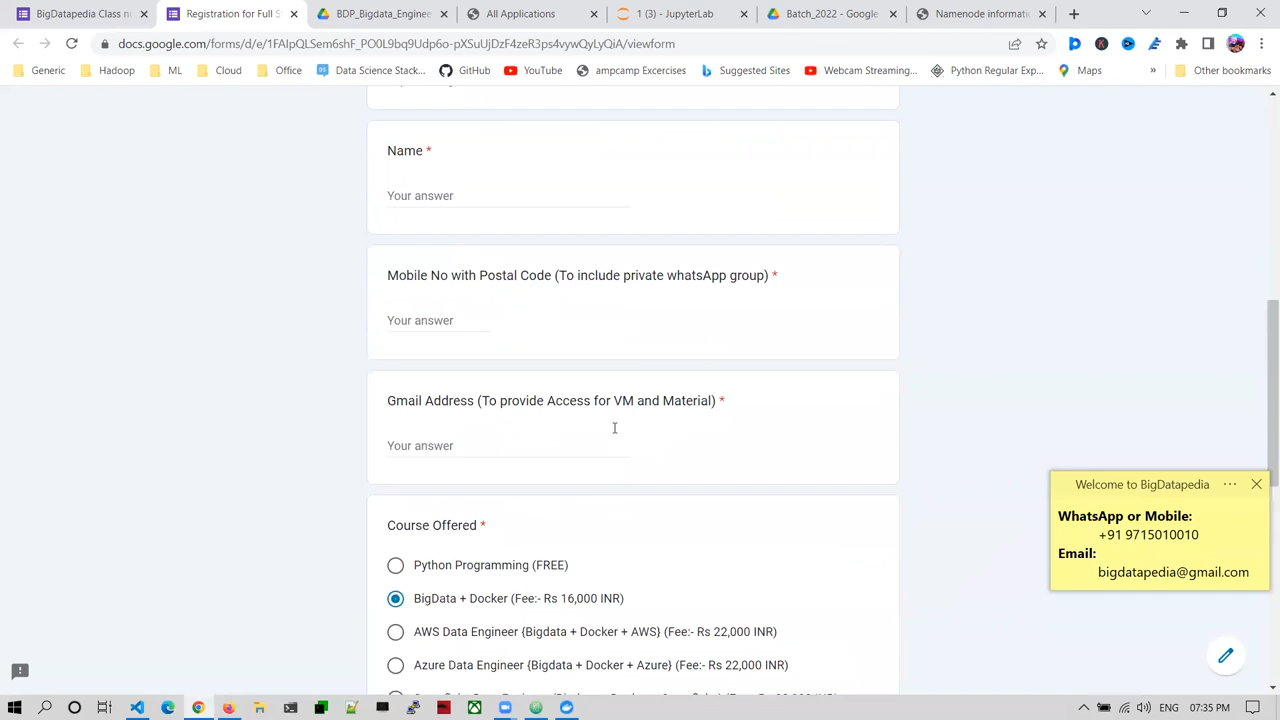 BigDatapedia Class n
Registration for Full S
BDP_Bigdata_Enginee
All Applications
1 (3) - JupyterLab
Batch_2022 - Google
Namenode informati
docs.google.com/forms/d/e/1FAIpQLSem6shF_PO0L9bq9Udp6o--XSuUjDzF4zeR3ps4vywQyLyQiA/viewform
Generic
Hadoop
ML
Cloud
Office
Data Science Stack...
GitHub
YouTube
ampcamp Excercises
Suggested Sites
Webcam Streaming...
Python Regular Exp...
Maps
»
Other bookmarks
Name *
Your answer
Mobile No with Postal Code (To include private whatsApp group) *
Your answer
Gmail Address (To provide Access for VM and Material) *
Your answer
Course Offered *
Python Programming (FREE)
BigData + Docker (Fee:- Rs 16,000 INR)
AWS Data Engineer {Bigdata + Docker + AWS} (Fee:- Rs 22,000 INR)
Azure Data Engineer {Bigdata + Docker + Azure} (Fee:- Rs 22,000 INR)
Welcome to BigDatapedia
WhatsApp or Mobile:
+91 9715010010
Email:
bigdatapedia@gmail.com
ENG
07:35 PM